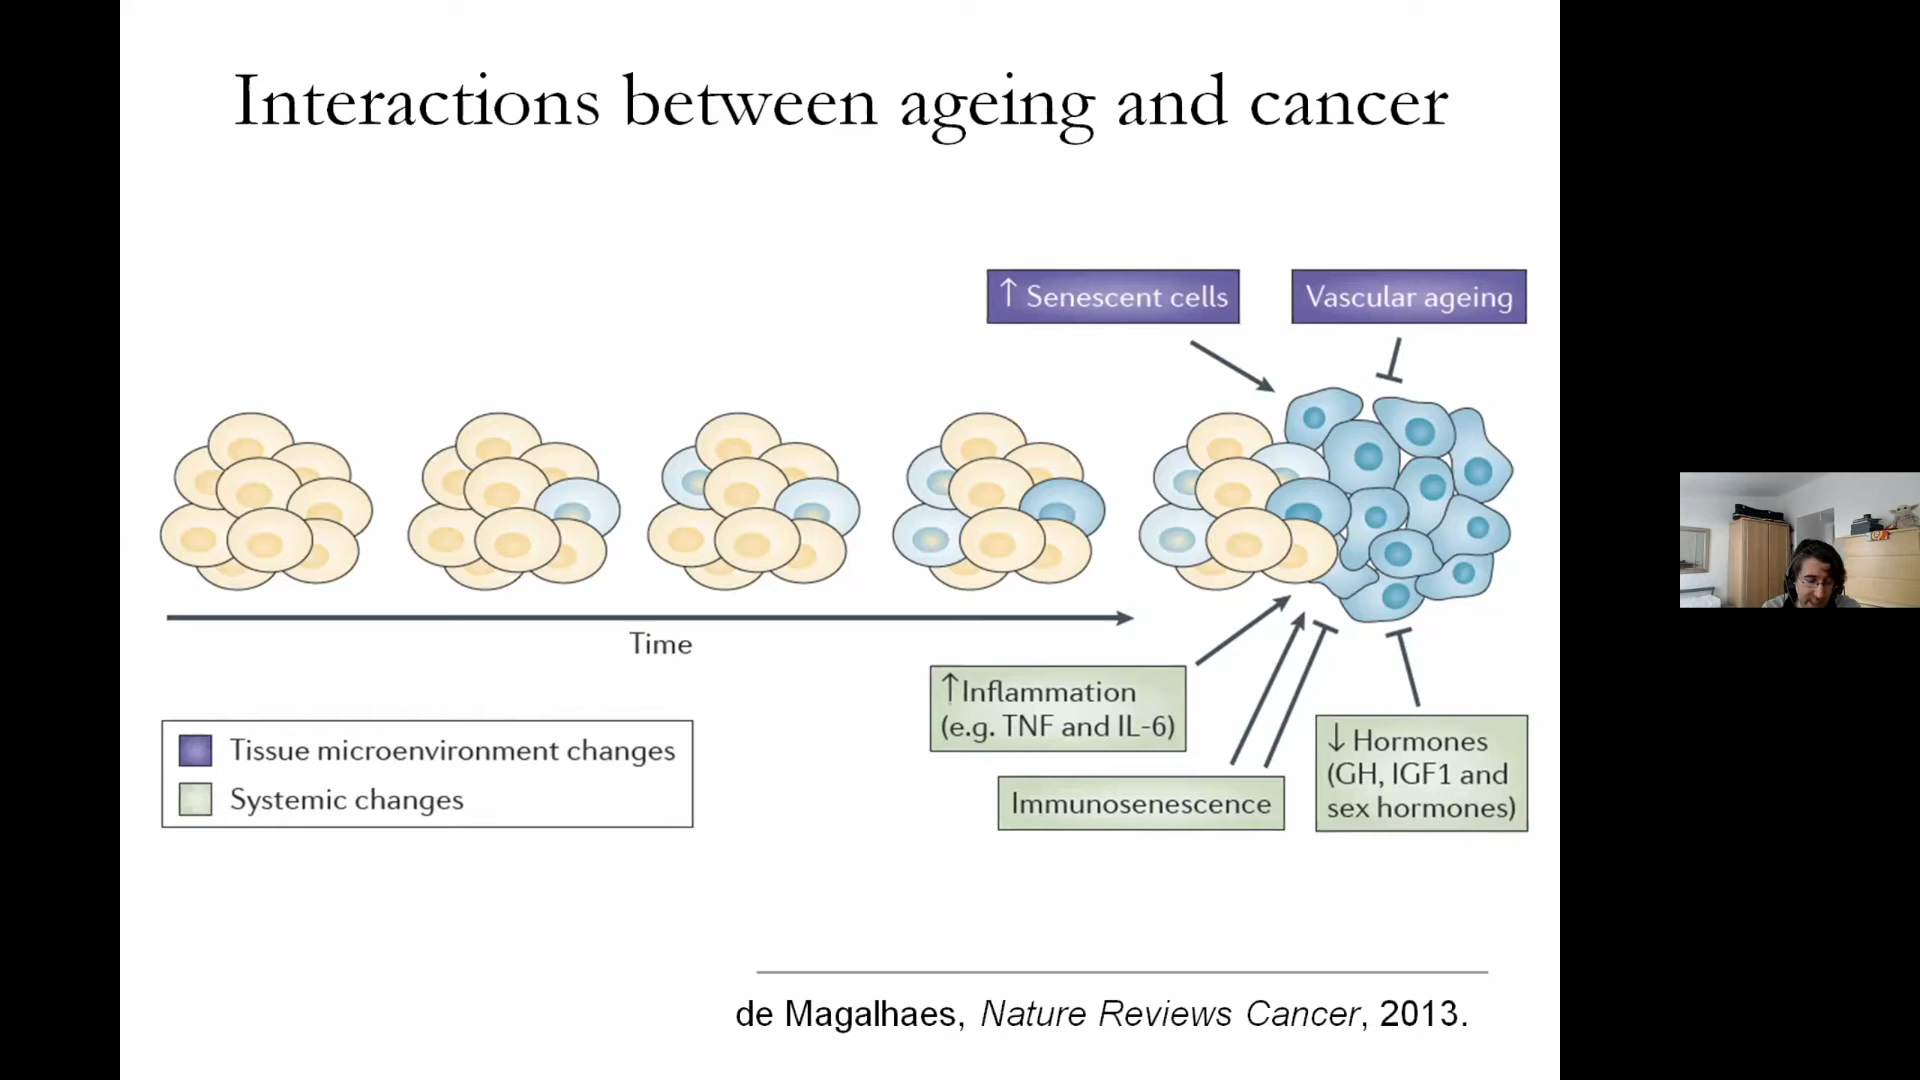 Interactions between ageing and cancer
↑ Senescent cells
Vascular ageing
Time
↑Inflammation
(e.g. TNF and IL-6)
Immunosenescence
↓ Hormones
(GH, IGF1 and
sex hormones)
Tissue microenvironment changes
Systemic changes
de Magalhaes, Nature Reviews Cancer, 2013.